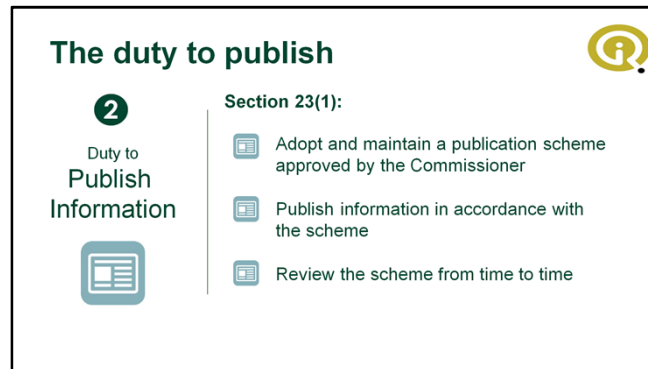 The duty to publish
2
Duty to
Publish
Information
Section 23(1):
Adopt and maintain a publication scheme
approved by the Commissioner
Publish information in accordance with
the scheme
Review the scheme from time to time